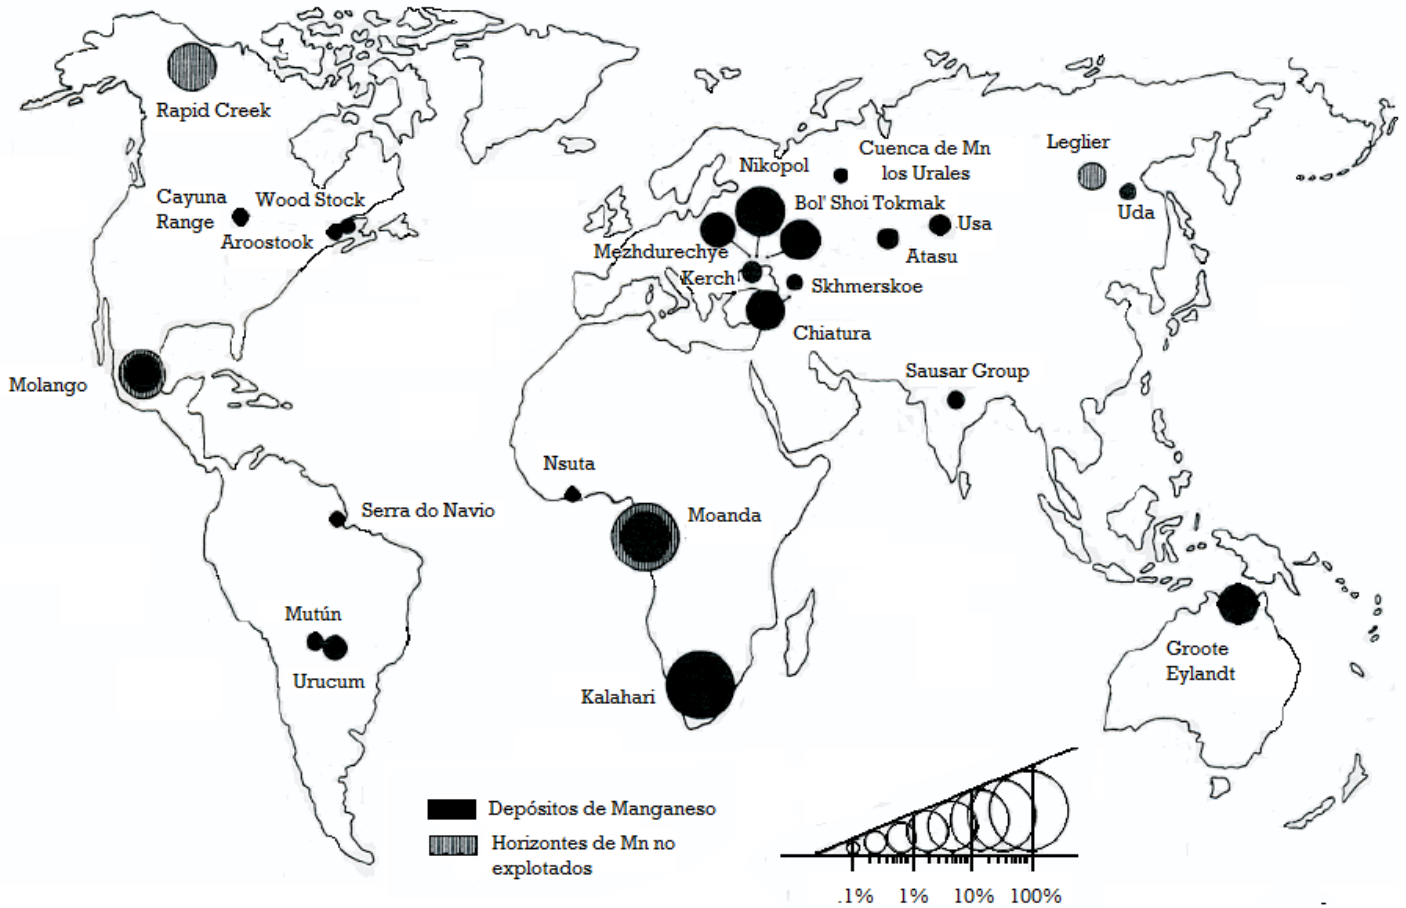 Rapid Creek
Leglier
Cuenca de Mn
los Urales
Nikopol
Cayuna
Range
Wood Stock
Bol' Shoi Tokmak
Uda
Usa
Aroostook
Mezhdurechye
Atasu
Kerch
Skhmerskoe
Chiatura
Molango
Sausar Group
Nsuta
Serra do Navio
Moanda
Mutún
Urucum
Kalahari
Groote
Eylandt
Depósitos de Manganeso
Horizontes de Mn no
explotados
.1% 1% 10% 100%